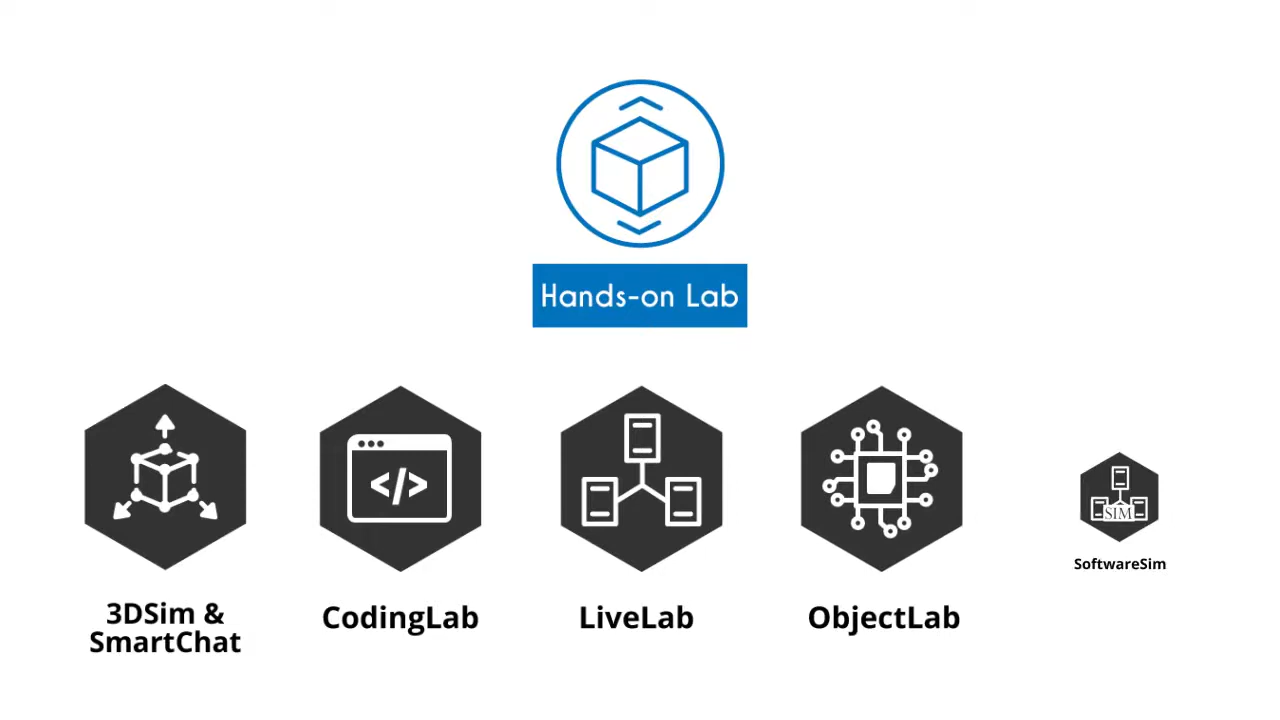 Hands-on Lab
</>
SIM
SoftwareSim
3DSim &
SmartChat
CodingLab
LiveLab
ObjectLab